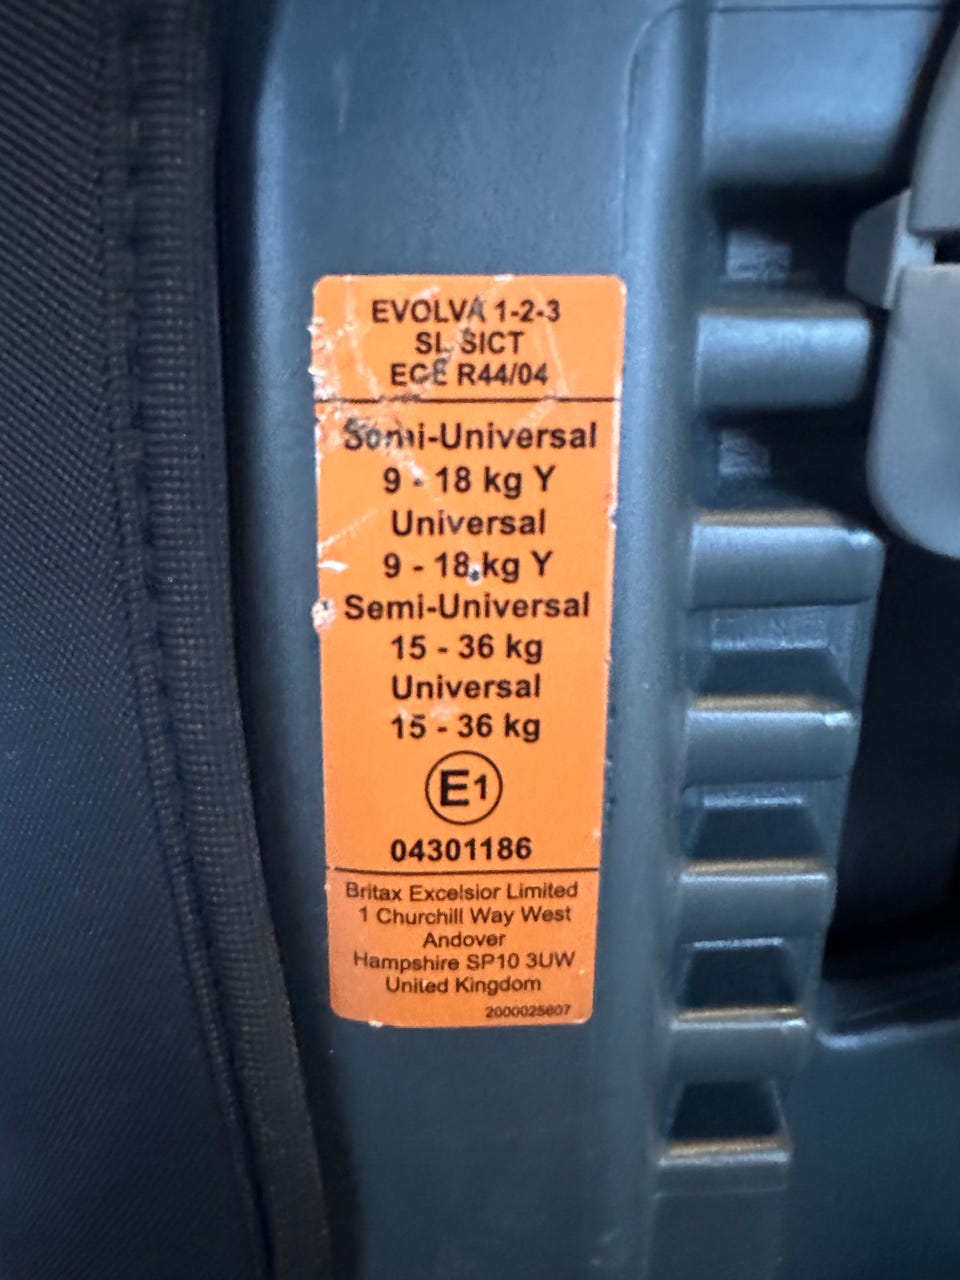 EVOLVA 1-2-3
SL SICT
ECE R44/04
Semi-Universal
9 - 18 kg Y
Universal
9 - 18 kg Y
Semi-Universal
15 - 36 kg
Universal
15 - 36 kg
E1
04301186
Britax Excelsior Limited
1 Churchill Way West
Andover
Hampshire SP10 3UW
United Kingdom
2000025607